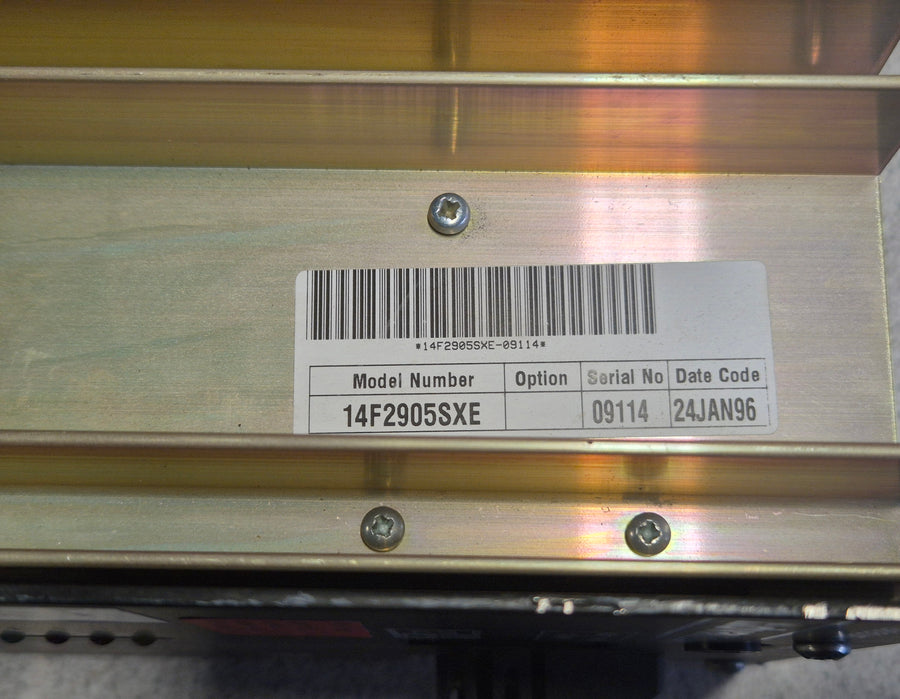 *14F2905SXE-09114*
Model Number Option Serial No Date Code
14F2905SXE 09114 24JAN96